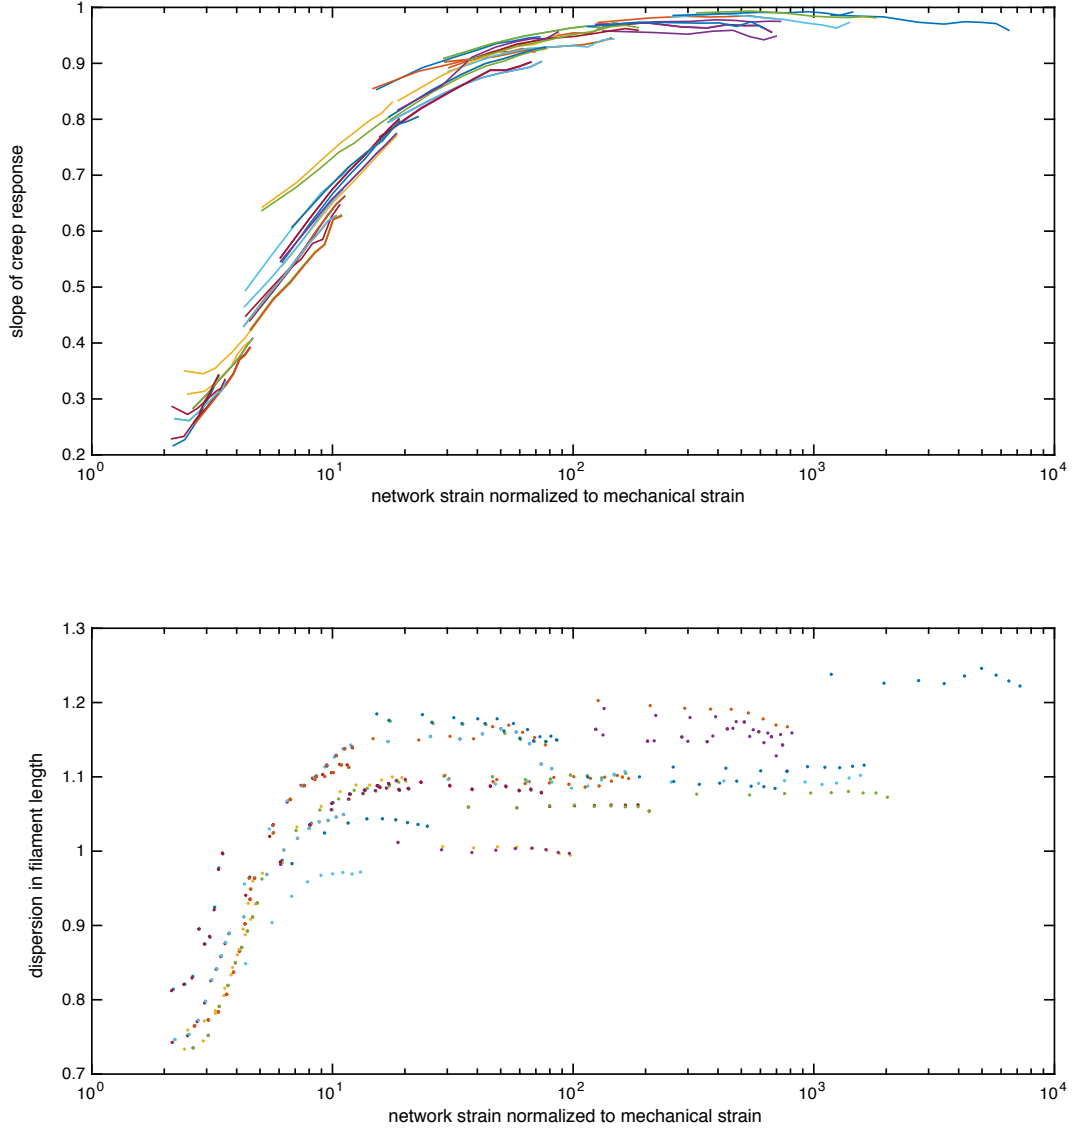 1
0.9
0.8
0.7
0.6
0.5
0.4
0.3
0.2
slope of creep response
10^0 10^1 10^2 10^3 10^4
network strain normalized to mechanical strain
1.3
1.2
1.1
1
0.9
0.8
0.7
dispersion in filament length
10^0 10^1 10^2 10^3 10^4
network strain normalized to mechanical strain